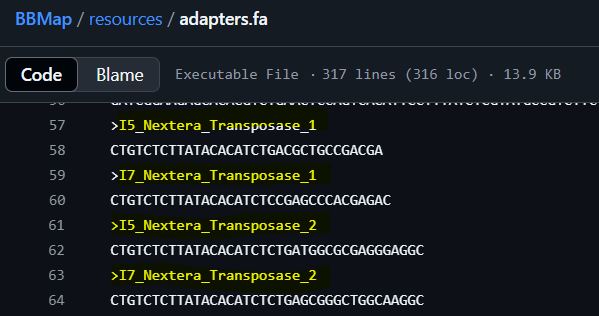 BBMap / resources / adapters.fa
Code Blame Executable File · 317 lines (316 loc) · 13.9 KB
57 >I5_Nextera_Transposase_1
58 CTGTCTCTTATACACATCTGACGCTGCCGACGA
59 >I7_Nextera_Transposase_1
60 CTGTCTCTTATACACATCTCCGAGCCCACGAGAC
61 >I5_Nextera_Transposase_2
62 CTGTCTCTTATACACATCTCTGATGGCGCGAGGGAGGC
63 >I7_Nextera_Transposase_2
64 CTGTCTCTTATACACATCTCTGAGCGGGCTGGCAAGGC